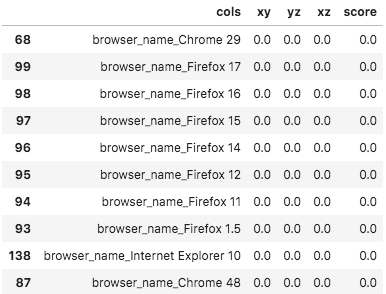 cols xy yz xz score
68 browser_name_Chrome 29 0.0 0.0 0.0 0.0
99 browser_name_Firefox 17 0.0 0.0 0.0 0.0
98 browser_name_Firefox 16 0.0 0.0 0.0 0.0
97 browser_name_Firefox 15 0.0 0.0 0.0 0.0
96 browser_name_Firefox 14 0.0 0.0 0.0 0.0
95 browser_name_Firefox 12 0.0 0.0 0.0 0.0
94 browser_name_Firefox 11 0.0 0.0 0.0 0.0
93 browser_name_Firefox 1.5 0.0 0.0 0.0 0.0
138 browser_name_Internet Explorer 10 0.0 0.0 0.0 0.0
87 browser_name_Chrome 48 0.0 0.0 0.0 0.0